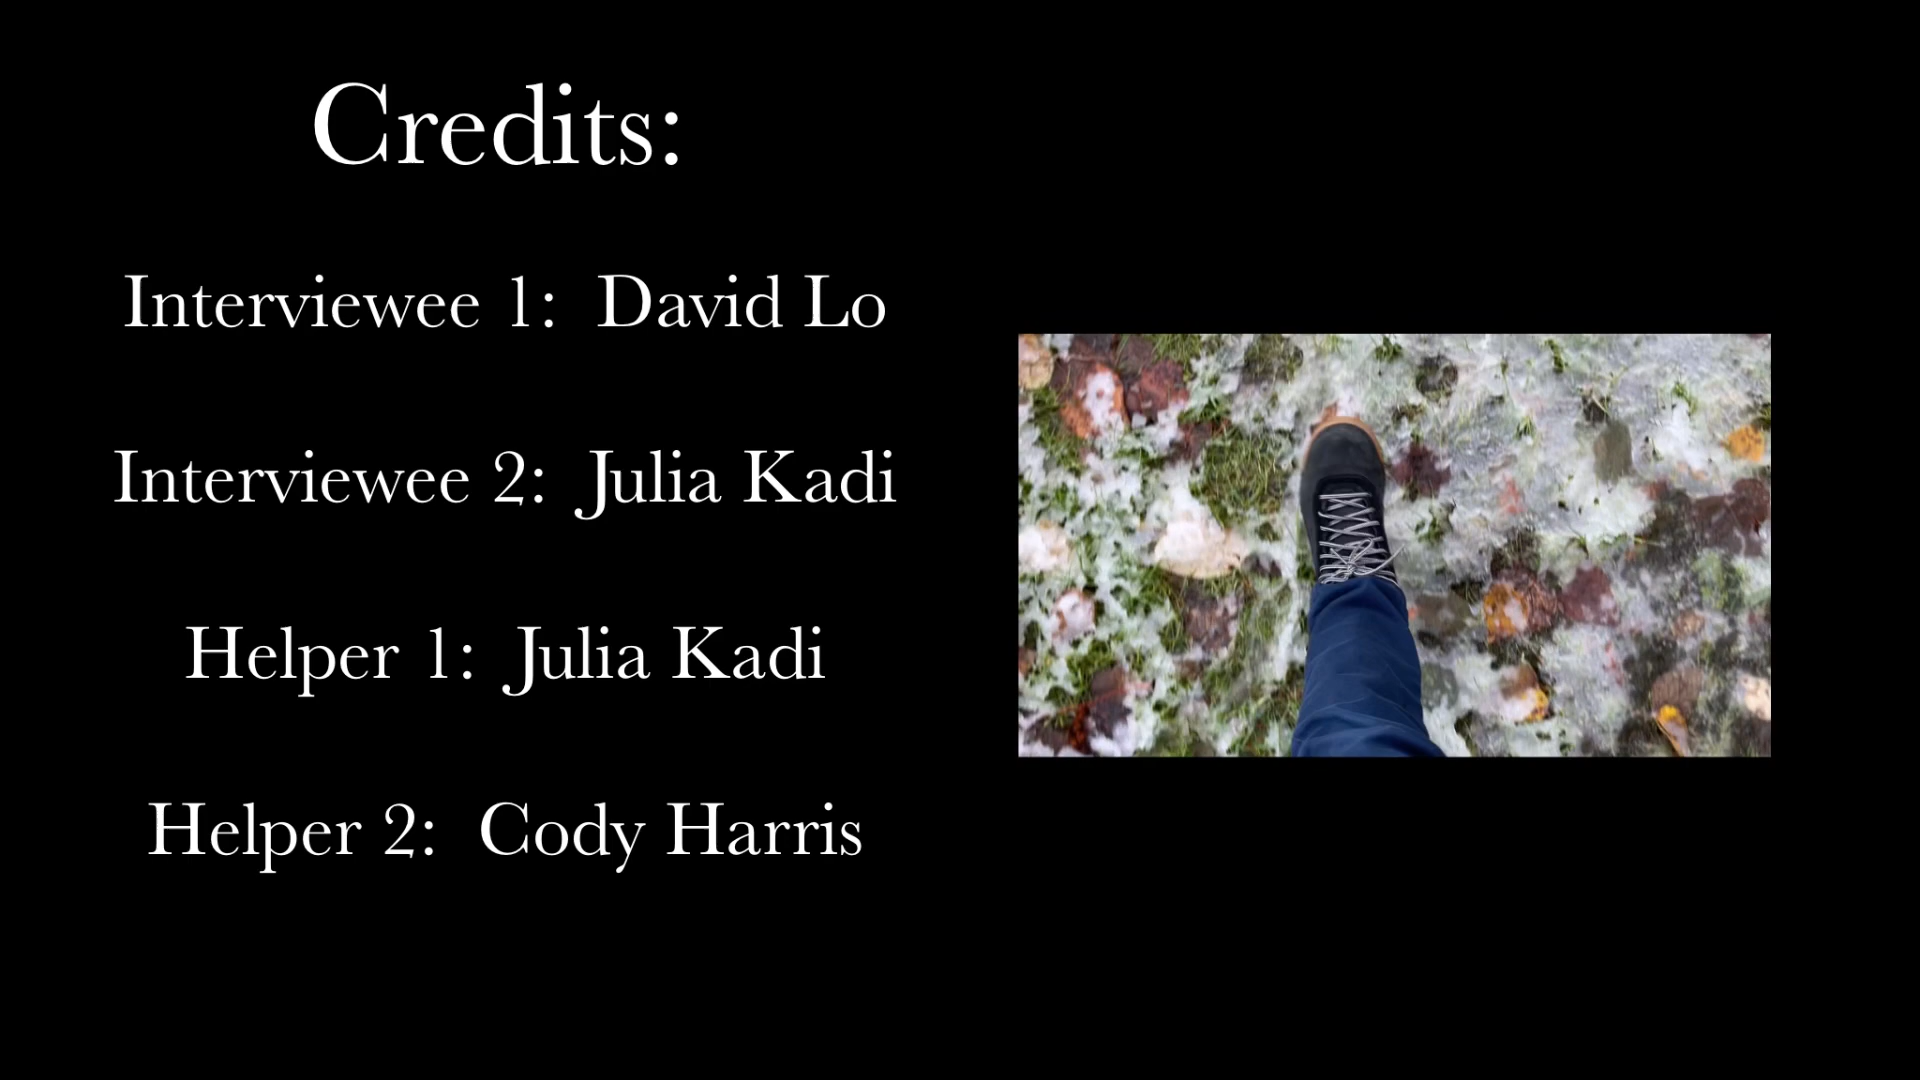 Credits:
Interviewee 1:  David Lo
Interviewee 2:  Julia Kadi
Helper 1:  Julia Kadi
Helper 2:  Cody Harris